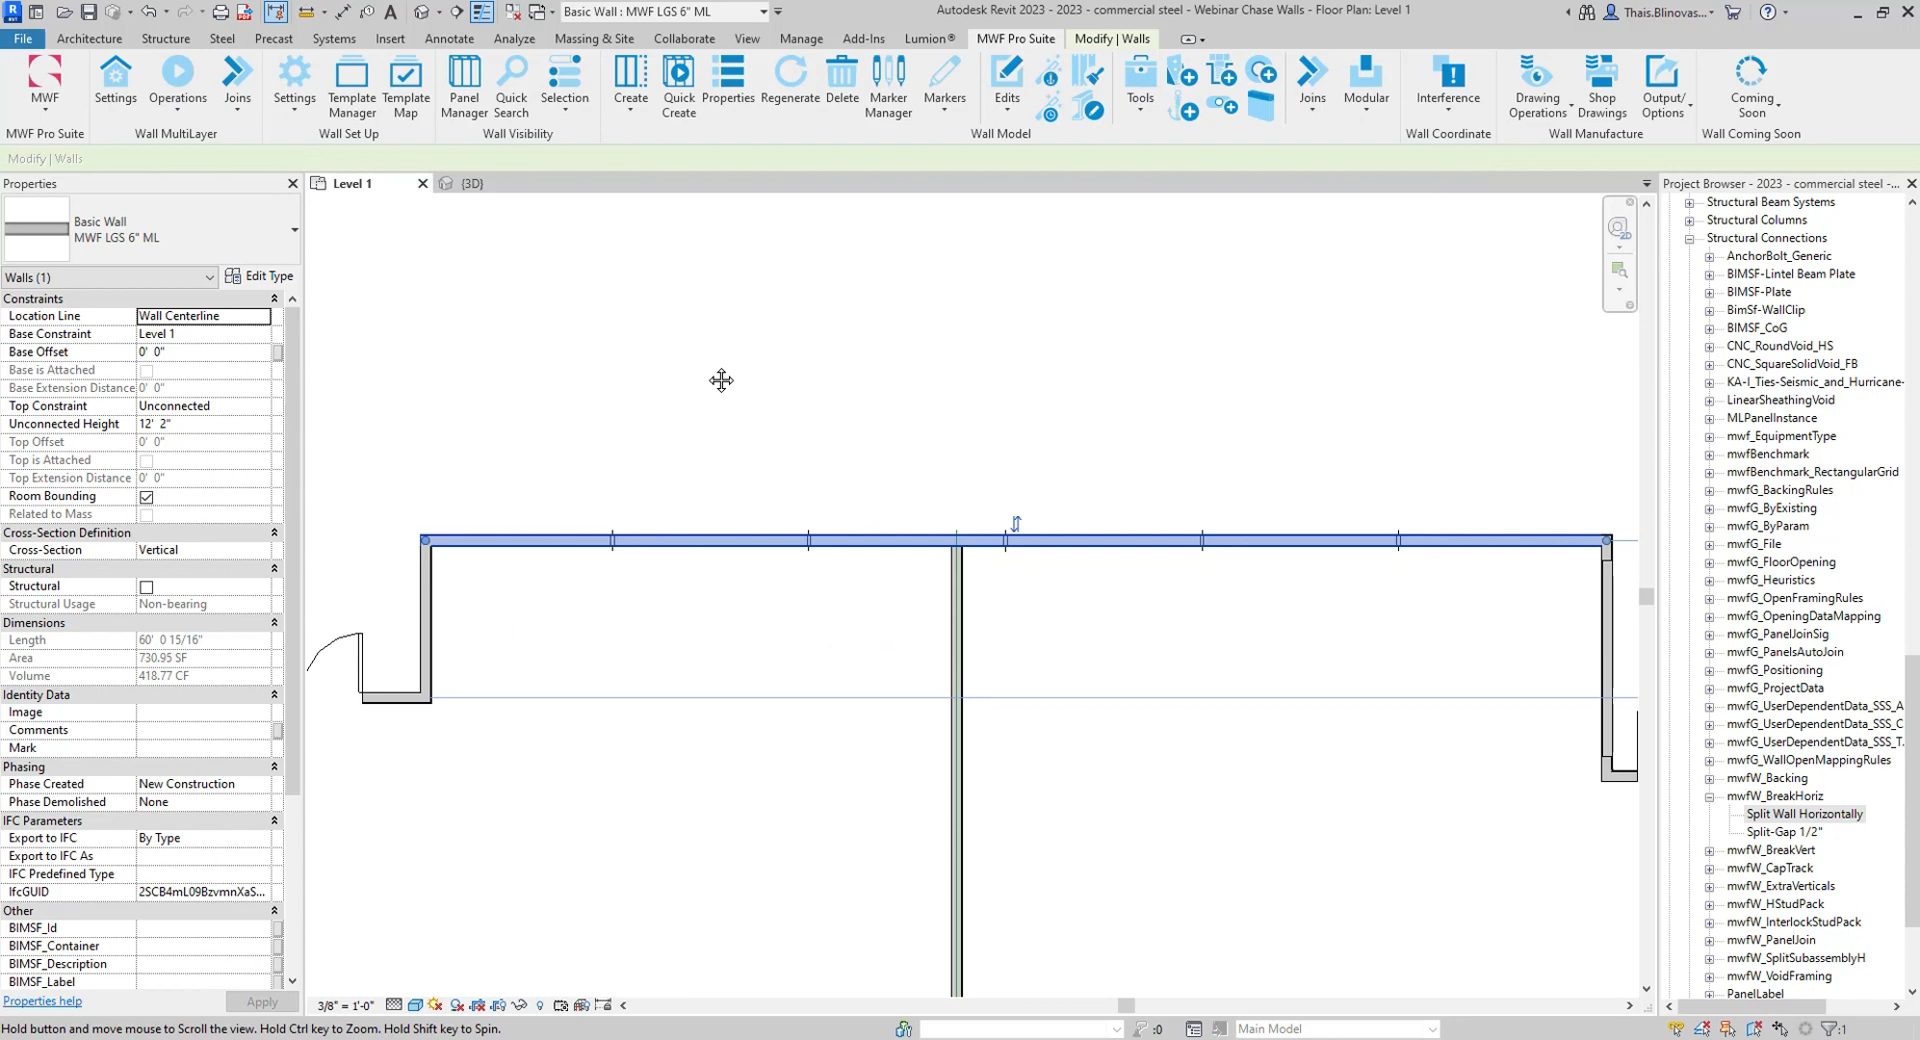 Basic Wall : MWF LGS 6" ML
Autodesk Revit 2023 - 2023 - commercial steel - Webinar Chase Walls - Floor Plan: Level 1
Thais.Blinovas...
File Architecture Structure Steel Precast Systems Insert Annotate Analyze Massing & Site Collaborate View Manage Add-Ins Lumion® MWF Pro Suite Modify | Walls
MWF Settings Operations Joins Settings Template Manager Template Map Panel Manager Quick Search Selection Create Quick Create Properties Regenerate Delete Marker Manager Markers Edits Tools Joins Modular Interference Drawing Operations Shop Drawings Output/ Options Coming Soon
MWF Pro Suite Wall MultiLayer Wall Set Up Wall Visibility Wall Model Wall Coordinate Wall Manufacture Wall Coming Soon
Modify | Walls
Properties
Basic Wall
MWF LGS 6" ML
Walls (1) Edit Type
Constraints
Location Line Wall Centerline
Base Constraint Level 1
Base Offset 0' 0"
Base is Attached
Base Extension Distance 0' 0"
Top Constraint Unconnected
Unconnected Height 12' 2"
Top Offset 0' 0"
Top is Attached
Top Extension Distance 0' 0"
Room Bounding
Related to Mass
Cross-Section Definition
Cross-Section Vertical
Structural
Structural
Structural Usage Non-bearing
Dimensions
Length 60' 0 15/16"
Area 730.95 SF
Volume 418.77 CF
Identity Data
Image
Comments
Mark
Phasing
Phase Created New Construction
Phase Demolished None
IFC Parameters
Export to IFC By Type
Export to IFC As
IFC Predefined Type
IfcGUID 2SCB4mL09BzvmnXaS...
Other
BIMSF_Id
BIMSF_Container
BIMSF_Description
BIMSF_Label
Properties help Apply
Level 1 {3D}
2D
3/8" = 1'-0"
Project Browser - 2023 - commercial steel -...
Structural Beam Systems
Structural Columns
Structural Connections
AnchorBolt_Generic
BIMSF-Lintel Beam Plate
BIMSF-Plate
BimSf-WallClip
BIMSF_CoG
CNC_RoundVoid_HS
CNC_SquareSolidVoid_FB
KA-I_Ties-Seismic_and_Hurricane-
LinearSheathingVoid
MLPanelInstance
mwf_EquipmentType
mwfBenchmark
mwfBenchmark_RectangularGrid
mwfG_BackingRules
mwfG_ByExisting
mwfG_ByParam
mwfG_File
mwfG_FloorOpening
mwfG_Heuristics
mwfG_OpenFramingRules
mwfG_OpeningDataMapping
mwfG_PanelJoinSig
mwfG_PanelsAutoJoin
mwfG_Positioning
mwfG_ProjectData
mwfG_UserDependentData_SSS_A
mwfG_UserDependentData_SSS_C
mwfG_UserDependentData_SSS_T.
mwfG_WallOpenMappingRules
mwfW_Backing
mwfW_BreakHoriz
Split Wall Horizontally
Split-Gap 1/2"
mwfW_BreakVert
mwfW_CapTrack
mwfW_ExtraVerticals
mwfW_HStudPack
mwfW_InterlockStudPack
mwfW_PanelJoin
mwfW_SplitSubassemblyH
mwfW_VoidFraming
PanelLabel
Hold button and move mouse to Scroll the view. Hold Ctrl key to Zoom. Hold Shift key to Spin.
:0 Main Model :1